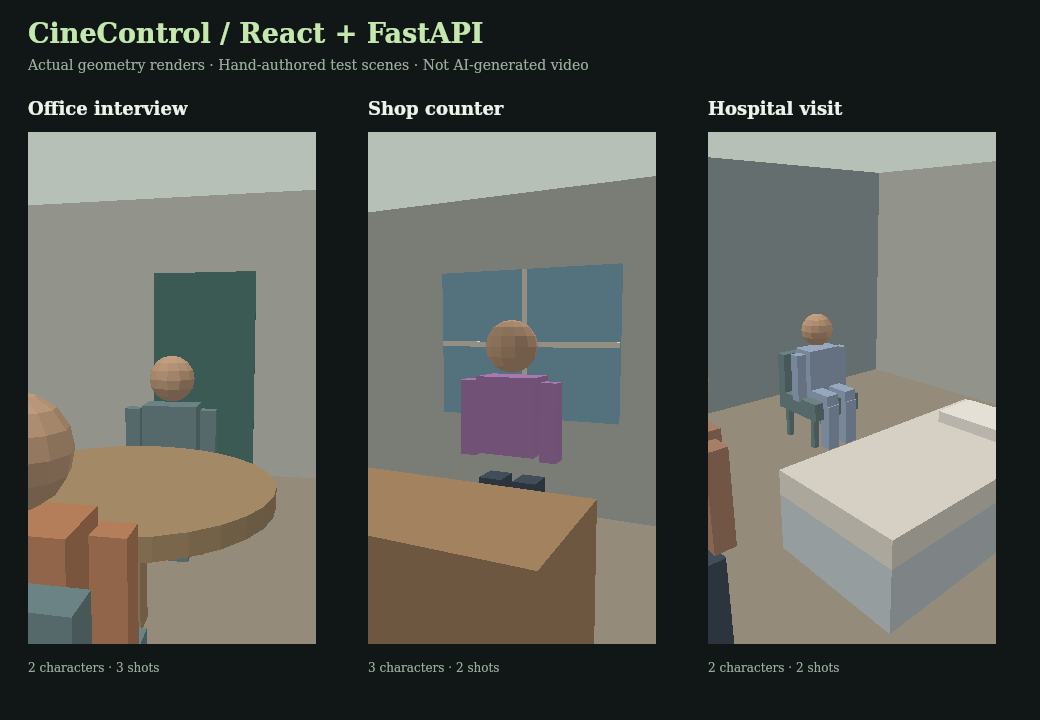 CineControl / React + FastAPI
Actual geometry renders · Hand-authored test scenes · Not AI-generated video
Office interview
Shop counter
Hospital visit
2 characters · 3 shots
3 characters · 2 shots
2 characters · 2 shots